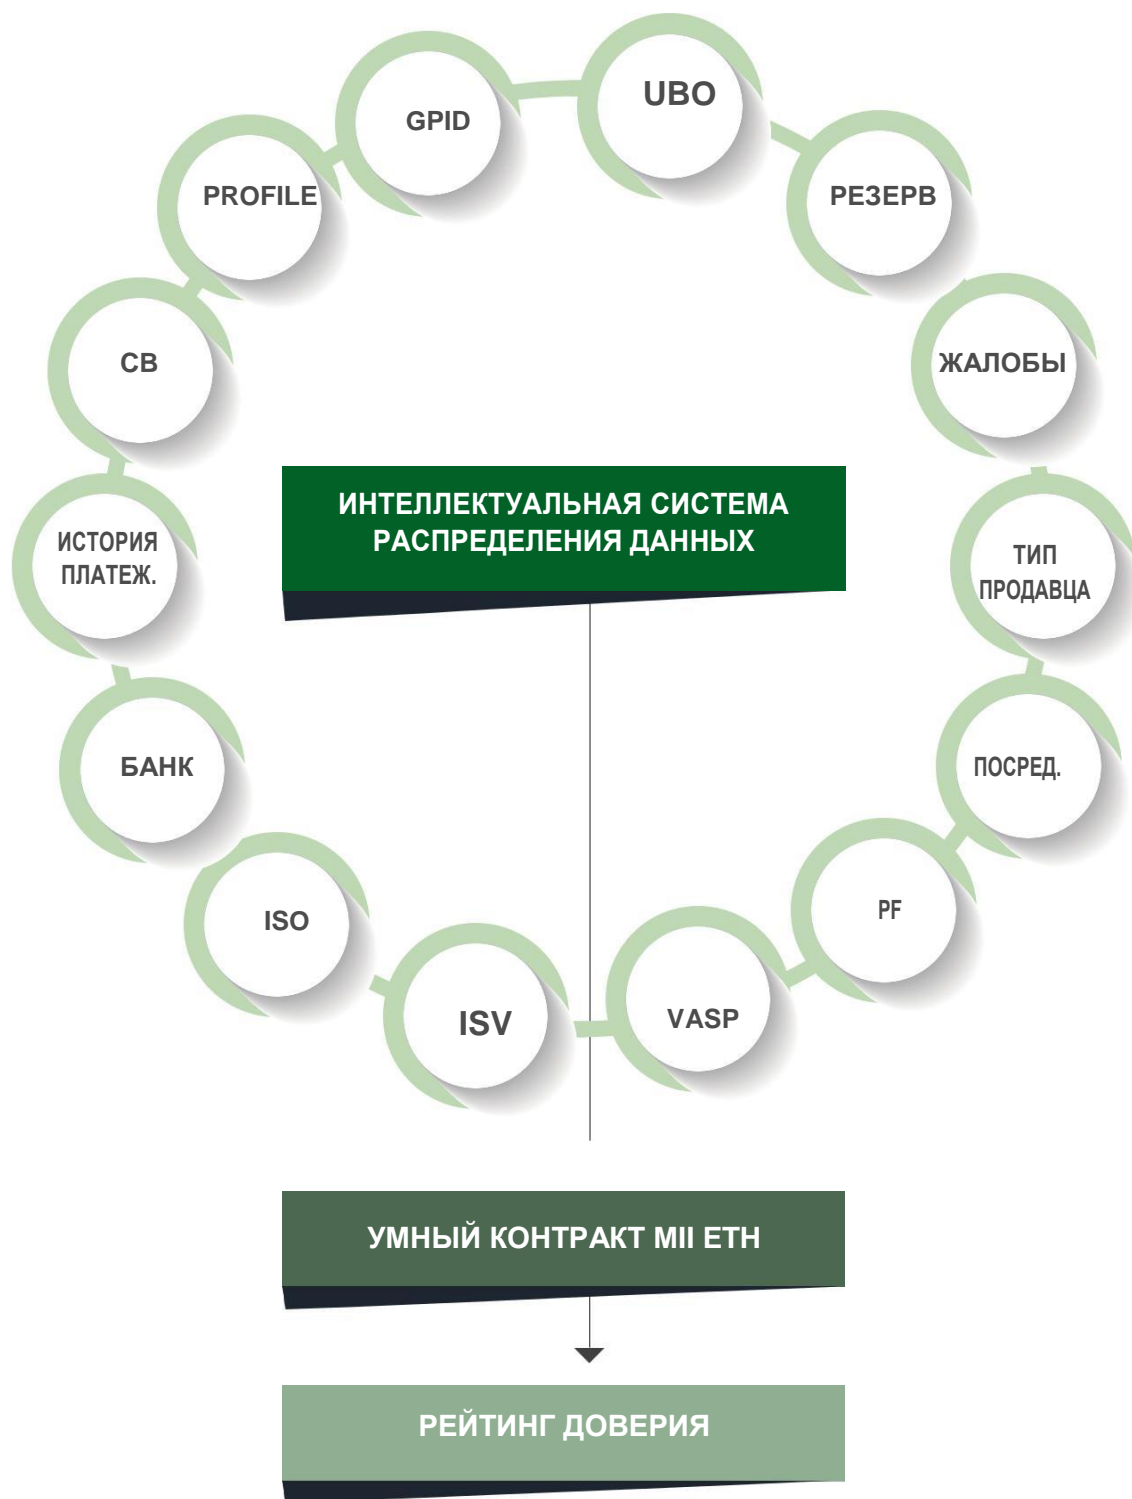 UBO
GPID
РЕЗЕРВ
PROFILE
ЖАЛОБЫ
СВ
ИНТЕЛЛЕКТУАЛЬНАЯ СИСТЕМА
РАСПРЕДЕЛЕНИЯ ДАННЫХ
ИСТОРИЯ
ПЛАТЕЖ.
ТИП
ПРОДАВЦА
БАНК
ПОСРЕД.
ISO
PF
ISV
VASP
УМНЫЙ КОНТРАКТ MII ETH
РЕЙТИНГ ДОВЕРИЯ